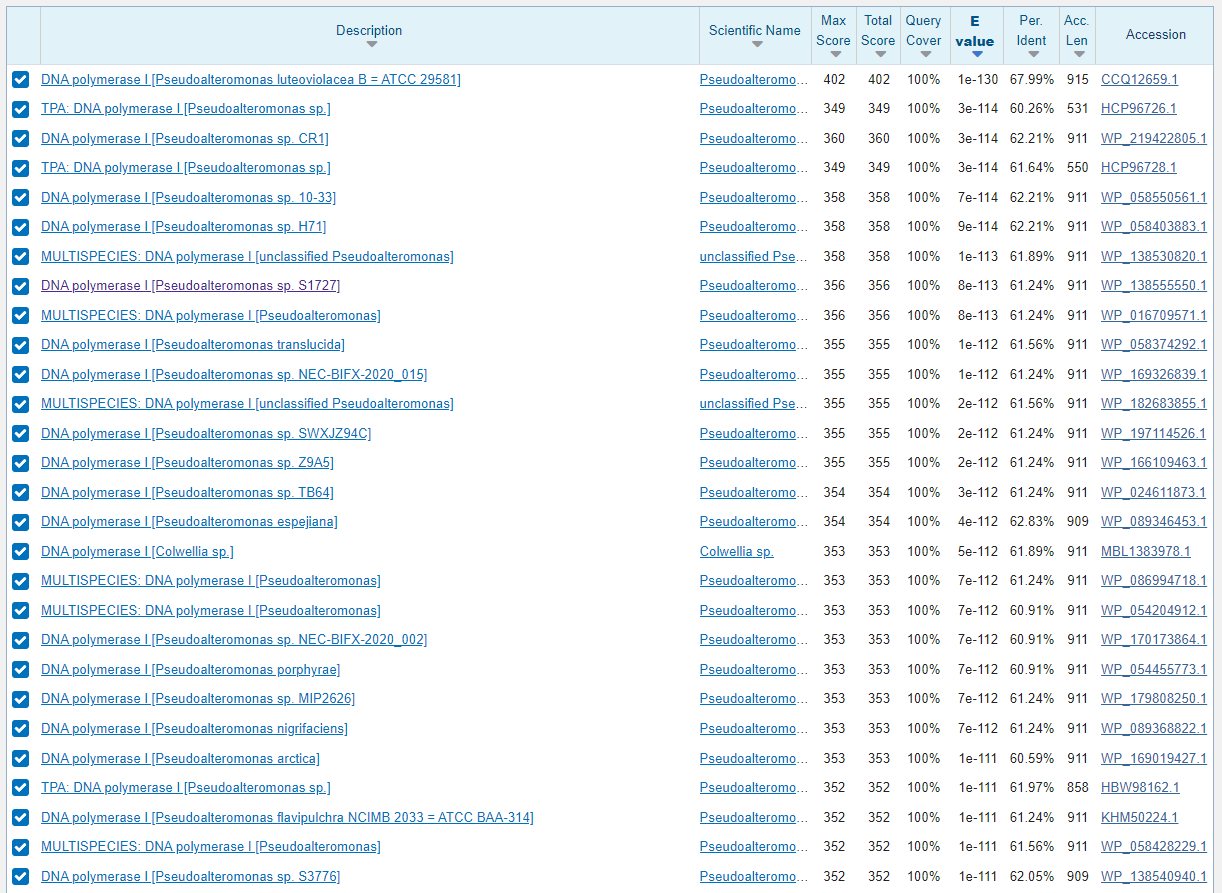 Description Scientific Name Max Score Total Score Query Cover E value Per. Ident Acc. Len Accession
DNA polymerase I [Pseudoalteromonas luteoviolacea B = ATCC 29581] Pseudoalteromo... 402 402 100% 1e-130 67.99% 915 CCQ12659.1
TPA: DNA polymerase I [Pseudoalteromonas sp.] Pseudoalteromo... 349 349 100% 3e-114 60.26% 531 HCP96726.1
DNA polymerase I [Pseudoalteromonas sp. CR1] Pseudoalteromo... 360 360 100% 3e-114 62.21% 911 WP_219422805.1
TPA: DNA polymerase I [Pseudoalteromonas sp.] Pseudoalteromo... 349 349 100% 3e-114 61.64% 550 HCP96728.1
DNA polymerase I [Pseudoalteromonas sp. 10-33] Pseudoalteromo... 358 358 100% 7e-114 62.21% 911 WP_058550561.1
DNA polymerase I [Pseudoalteromonas sp. H71] Pseudoalteromo... 358 358 100% 9e-114 62.21% 911 WP_058403883.1
MULTISPECIES: DNA polymerase I [unclassified Pseudoalteromonas] unclassified Pse... 358 358 100% 1e-113 61.89% 911 WP_138530820.1
DNA polymerase I [Pseudoalteromonas sp. S1727] Pseudoalteromo... 356 356 100% 8e-113 61.24% 911 WP_138555550.1
MULTISPECIES: DNA polymerase I [Pseudoalteromonas] Pseudoalteromo... 356 356 100% 8e-113 61.24% 911 WP_016709571.1
DNA polymerase I [Pseudoalteromonas translucida] Pseudoalteromo... 355 355 100% 1e-112 61.56% 911 WP_058374292.1
DNA polymerase I [Pseudoalteromonas sp. NEC-BIFX-2020_015] Pseudoalteromo... 355 355 100% 1e-112 61.24% 911 WP_169326839.1
MULTISPECIES: DNA polymerase I [unclassified Pseudoalteromonas] unclassified Pse... 355 355 100% 2e-112 61.56% 911 WP_182683855.1
DNA polymerase I [Pseudoalteromonas sp. SWXJZ94C] Pseudoalteromo... 355 355 100% 2e-112 61.24% 911 WP_197114526.1
DNA polymerase I [Pseudoalteromonas sp. Z9A5] Pseudoalteromo... 355 355 100% 2e-112 61.24% 911 WP_166109463.1
DNA polymerase I [Pseudoalteromonas sp. TB64] Pseudoalteromo... 354 354 100% 3e-112 61.24% 911 WP_024611873.1
DNA polymerase I [Pseudoalteromonas espejiana] Pseudoalteromo... 354 354 100% 4e-112 62.83% 909 WP_089346453.1
DNA polymerase I [Colwellia sp.] Colwellia sp. 353 353 100% 5e-112 61.89% 911 MBL1383978.1
MULTISPECIES: DNA polymerase I [Pseudoalteromonas] Pseudoalteromo... 353 353 100% 7e-112 61.24% 911 WP_086994718.1
MULTISPECIES: DNA polymerase I [Pseudoalteromonas] Pseudoalteromo... 353 353 100% 7e-112 60.91% 911 WP_054204912.1
DNA polymerase I [Pseudoalteromonas sp. NEC-BIFX-2020_002] Pseudoalteromo... 353 353 100% 7e-112 60.91% 911 WP_170173864.1
DNA polymerase I [Pseudoalteromonas porphyrae] Pseudoalteromo... 353 353 100% 7e-112 60.91% 911 WP_054455773.1
DNA polymerase I [Pseudoalteromonas sp. MIP2626] Pseudoalteromo... 353 353 100% 7e-112 61.24% 911 WP_179808250.1
DNA polymerase I [Pseudoalteromonas nigrifaciens] Pseudoalteromo... 353 353 100% 7e-112 61.24% 911 WP_089368822.1
DNA polymerase I [Pseudoalteromonas arctica] Pseudoalteromo... 353 353 100% 1e-111 60.59% 911 WP_169019427.1
TPA: DNA polymerase I [Pseudoalteromonas sp.] Pseudoalteromo... 352 352 100% 1e-111 61.97% 858 HBW98162.1
DNA polymerase I [Pseudoalteromonas flavipulchra NCIMB 2033 = ATCC BAA-314] Pseudoalteromo... 352 352 100% 1e-111 61.24% 911 KHM50224.1
MULTISPECIES: DNA polymerase I [Pseudoalteromonas] Pseudoalteromo... 352 352 100% 1e-111 61.56% 911 WP_058428229.1
DNA polymerase I [Pseudoalteromonas sp. S3776] Pseudoalteromo... 352 352 100% 1e-111 62.05% 909 WP_138540940.1